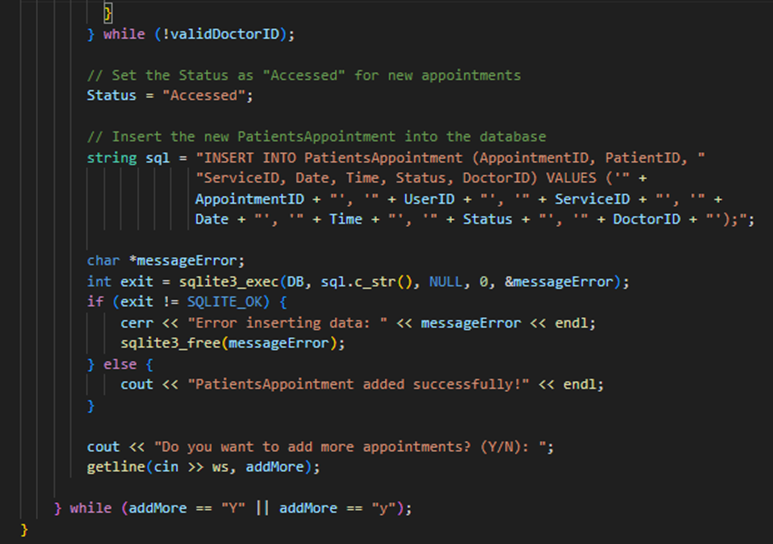 }
} while (!validDoctorID);
// Set the Status as "Accessed" for new appointments
Status = "Accessed";
// Insert the new PatientsAppointment into the database
string sql = "INSERT INTO PatientsAppointment (AppointmentID, PatientID, "
"ServiceID, Date, Time, Status, DoctorID) VALUES ('" +
AppointmentID + "', '" + UserID + "', '" + ServiceID + "', '" +
Date + "', '" + Time + "', '" + Status + "', '" + DoctorID + "');";
char *messageError;
int exit = sqlite3_exec(DB, sql.c_str(), NULL, 0, &messageError);
if (exit != SQLITE_OK) {
cerr << "Error inserting data: " << messageError << endl;
sqlite3_free(messageError);
} else {
cout << "PatientsAppointment added successfully!" << endl;
}
cout << "Do you want to add more appointments? (Y/N): ";
getline(cin >> ws, addMore);
} while (addMore == "Y" || addMore == "y");
}